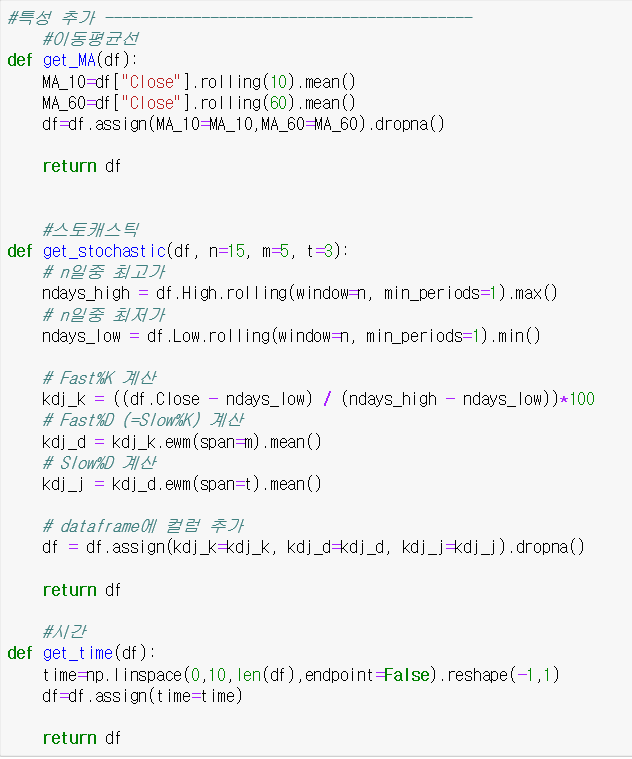 #특성 추가 ------------------------------------------
    #이동평균선
def get_MA(df):
    MA_10=df["Close"].rolling(10).mean()
    MA_60=df["Close"].rolling(60).mean()
    df=df.assign(MA_10=MA_10,MA_60=MA_60).dropna()

    return df


    #스토캐스틱
def get_stochastic(df, n=15, m=5, t=3):
    # n일중 최고가
    ndays_high = df.High.rolling(window=n, min_periods=1).max()
    # n일중 최저가
    ndays_low = df.Low.rolling(window=n, min_periods=1).min()

    # Fast%K 계산
    kdj_k = ((df.Close - ndays_low) / (ndays_high - ndays_low))*100
    # Fast%D (=Slow%K) 계산
    kdj_d = kdj_k.ewm(span=m).mean()
    # Slow%D 계산
    kdj_j = kdj_d.ewm(span=t).mean()

    # dataframe에 컬럼 추가
    df = df.assign(kdj_k=kdj_k, kdj_d=kdj_d, kdj_j=kdj_j).dropna()

    return df

    #시간
def get_time(df):
    time=np.linspace(0,10,len(df),endpoint=False).reshape(-1,1)
    df=df.assign(time=time)

    return df